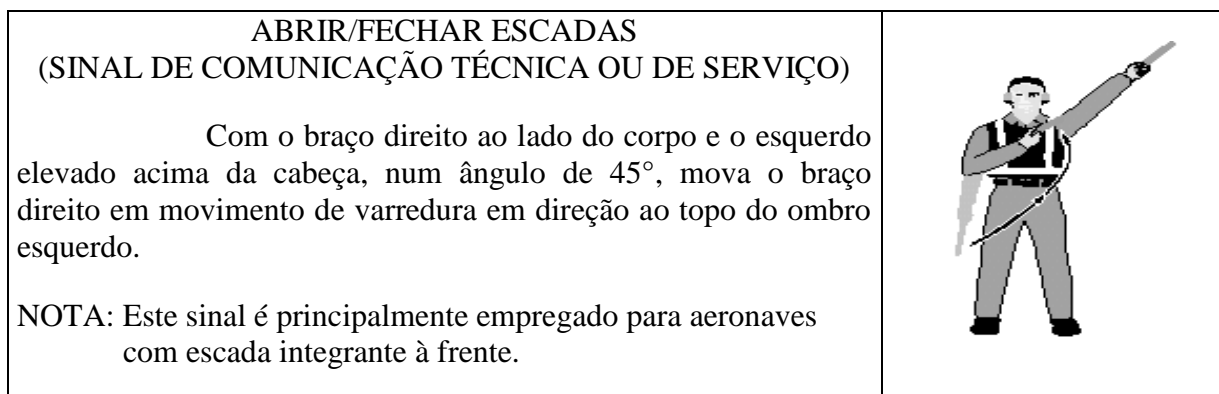 ABRIR/FECHAR ESCADAS
(SINAL DE COMUNICAÇÃO TÉCNICA OU DE SERVIÇO)
Com o braço direito ao lado do corpo e o esquerdo
elevado acima da cabeça, num ângulo de 45°, mova o braço
direito em movimento de varredura em direção ao topo do ombro
esquerdo.
NOTA: Este sinal é principalmente empregado para aeronaves
com escada integrante à frente.